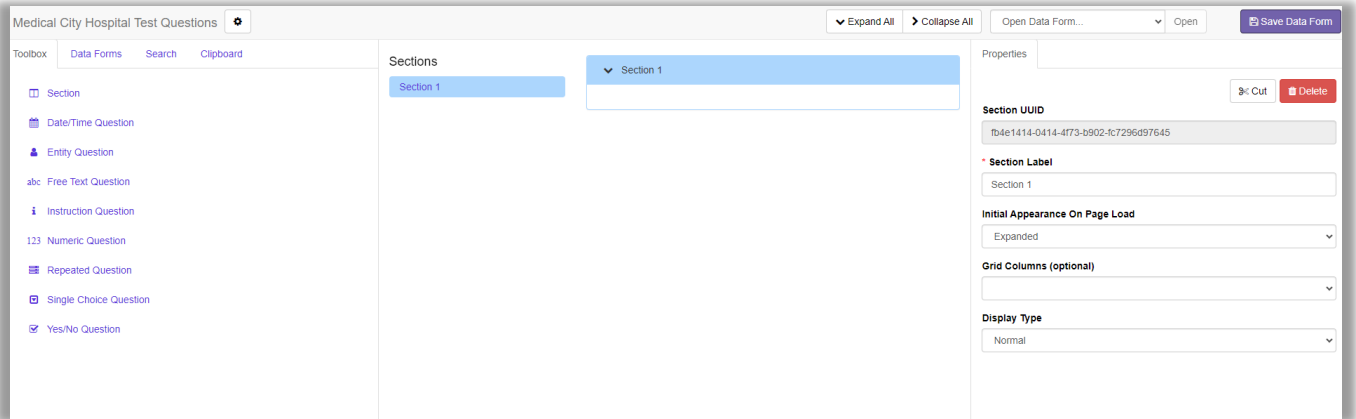 Medical City Hospital Test Questions
Expand All
Collapse All
Open Data Form...
Open
Save Data Form
Toolbox
Data Forms
Search
Clipboard
Section
Date/Time Question
Entity Question
abc Free Text Question
Instruction Question
123 Numeric Question
Repeated Question
Single Choice Question
Yes/No Question
Sections
Section 1
Section 1
Properties
Cut
Delete
Section UUID
fb4e1414-0414-4f73-b902-fc7296d97645
* Section Label
Section 1
Initial Appearance On Page Load
Expanded
Grid Columns (optional)
Display Type
Normal